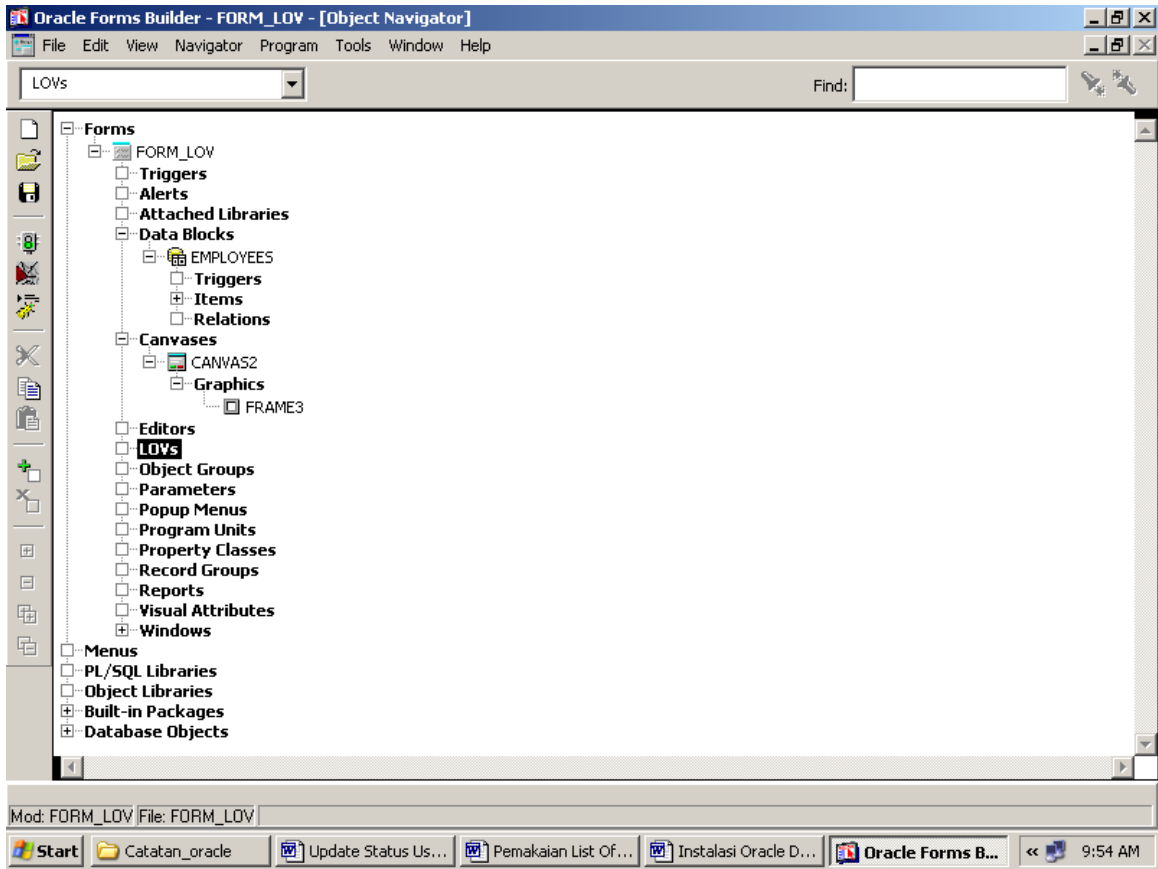 Oracle Forms Builder - FORM_LOV - [Object Navigator]
File Edit View Navigator Program Tools Window Help
LOVs Find:
Forms
FORM_LOV
Triggers
Alerts
Attached Libraries
Data Blocks
EMPLOYEES
Triggers
Items
Relations
Canvases
CANVAS2
Graphics
FRAME3
Editors
LOVs
Object Groups
Parameters
Popup Menus
Program Units
Property Classes
Record Groups
Reports
Visual Attributes
Windows
Menus
PL/SQL Libraries
Object Libraries
Built-in Packages
Database Objects
Mod: FORM_LOV File: FORM_LOV
Start Catatan_oracle Update Status Us... Pemakaian List Of... Instalasi Oracle D... Oracle Forms B... « 9:54 AM